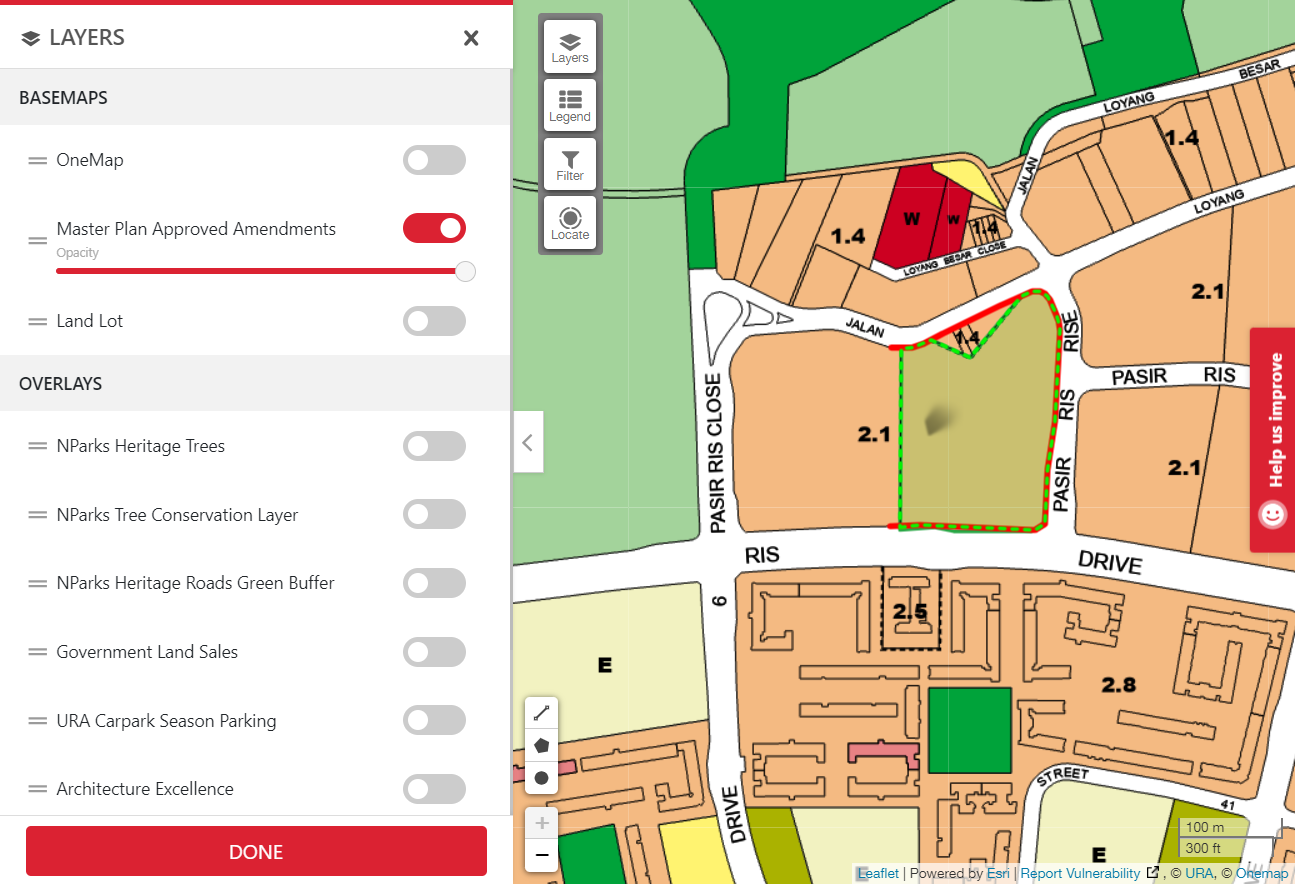 LAYERS
BASEMAPS
OneMap
Master Plan Approved Amendments
Opacity
Land Lot
OVERLAYS
NParks Heritage Trees
NParks Tree Conservation Layer
NParks Heritage Roads Green Buffer
Government Land Sales
URA Carpark Season Parking
Architecture Excellence
DONE
Layers
Legend
Filter
Locate
LOYANG BESAR
1.4
JALAN
LOYANG
W
W
1.4
1.4
LOYANG BESAR CLOSE
2.1
JALAN
1.4
RISE
PASIR RIS
RIS
PASIR
PASIR RIS CLOSE
2.1
2.1
Help us improve
RIS
DRIVE
6
2.5
E
2.8
STREET
41
DRIVE
E
100 m
300 ft
VE
Leaflet | Powered by Esri | Report Vulnerability , © URA, © Onemap